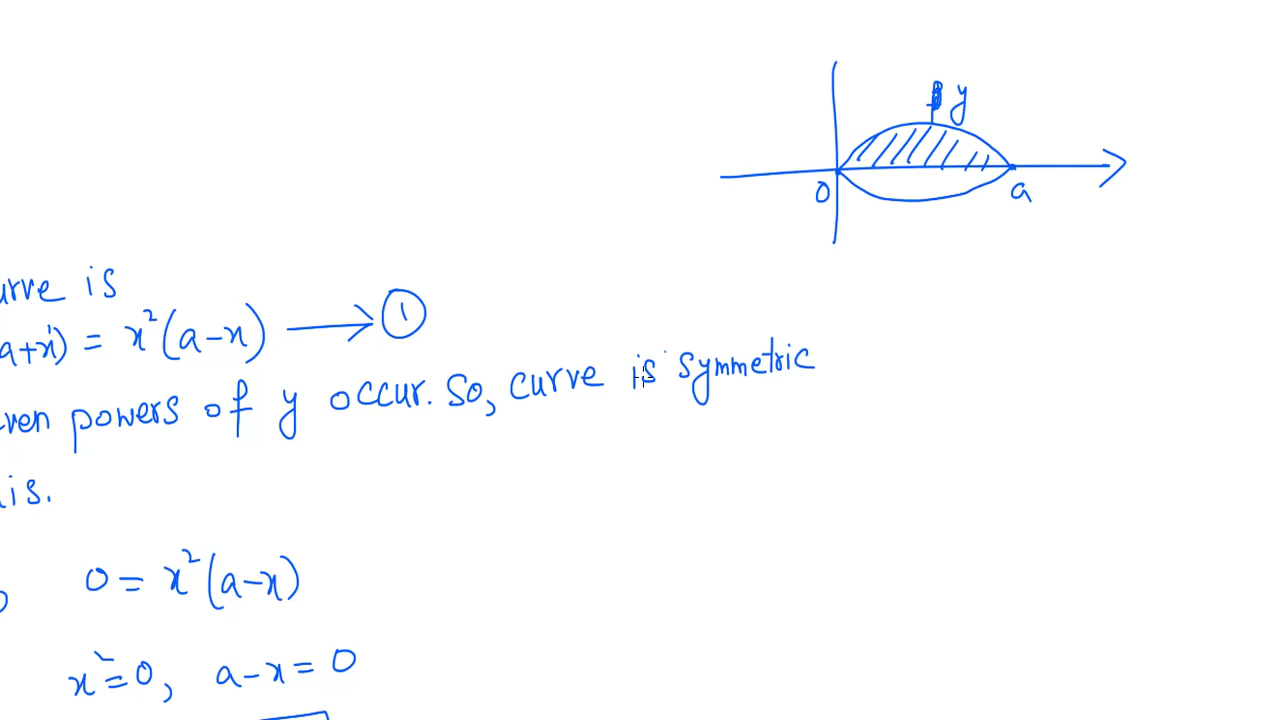 y
0 a
urve is
a+x) = x²(a-x) → ①
ven powers of y occur. So, curve is symmetric
is.
0 = x²(a-x)
x²=0, a-x=0